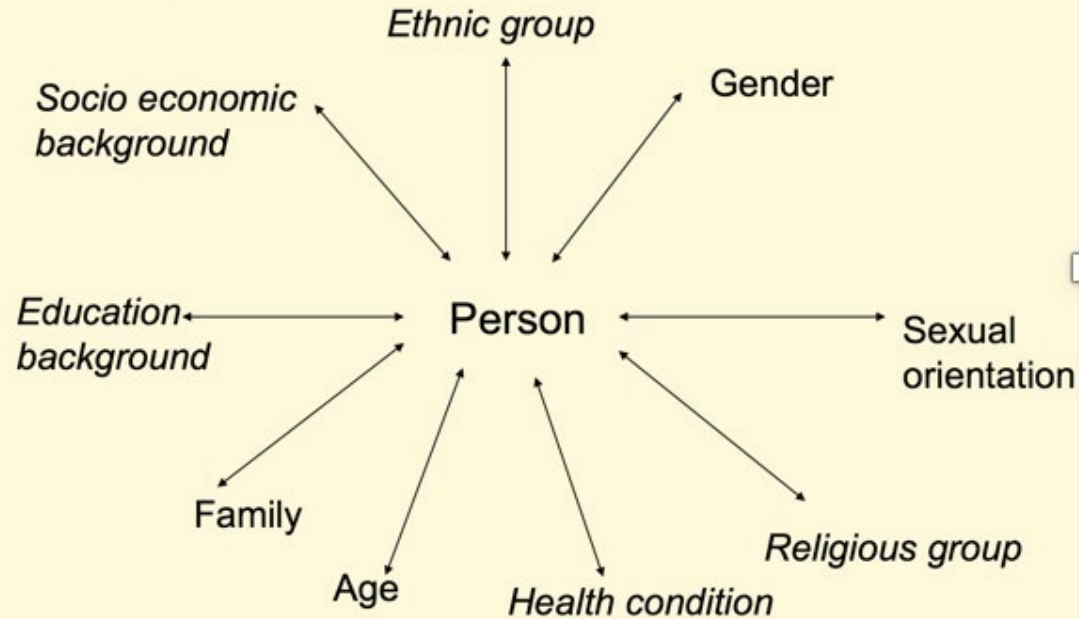 Ethnic group
Gender
Socio economic
background
Education
background
Person
Sexual
orientation
Family
Religious group
Age
Health condition